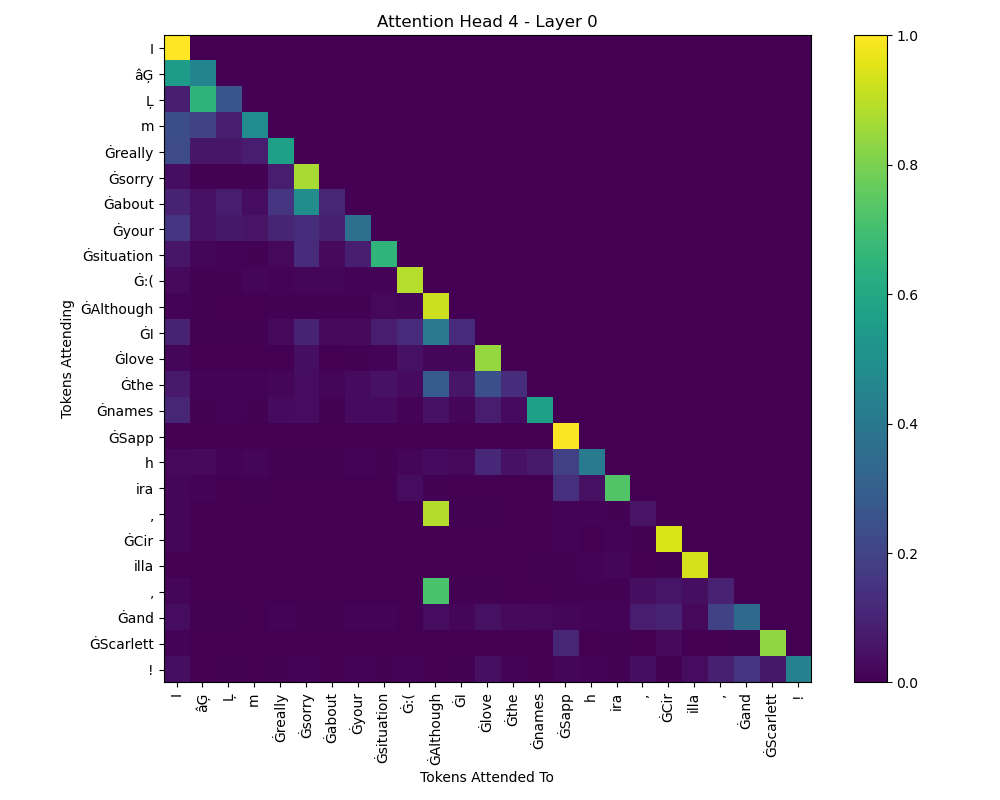 Attention Head 4 - Layer 0
Tokens Attending
I
âĢ
Ļ
m
Ġreally
Ġsorry
Ġabout
Ġyour
Ġsituation
Ġ:(
ĠAlthough
ĠI
Ġlove
Ġthe
Ġnames
ĠSapp
h
ira
,
ĠCir
illa
,
Ġand
ĠScarlett
!
I
âĢ
Ļ
m
Ġreally
Ġsorry
Ġabout
Ġyour
Ġsituation
Ġ:(
ĠAlthough
ĠI
Ġlove
Ġthe
Ġnames
ĠSapp
h
ira
,
ĠCir
illa
,
Ġand
ĠScarlett
!
Tokens Attended To
1.0
0.8
0.6
0.4
0.2
0.0